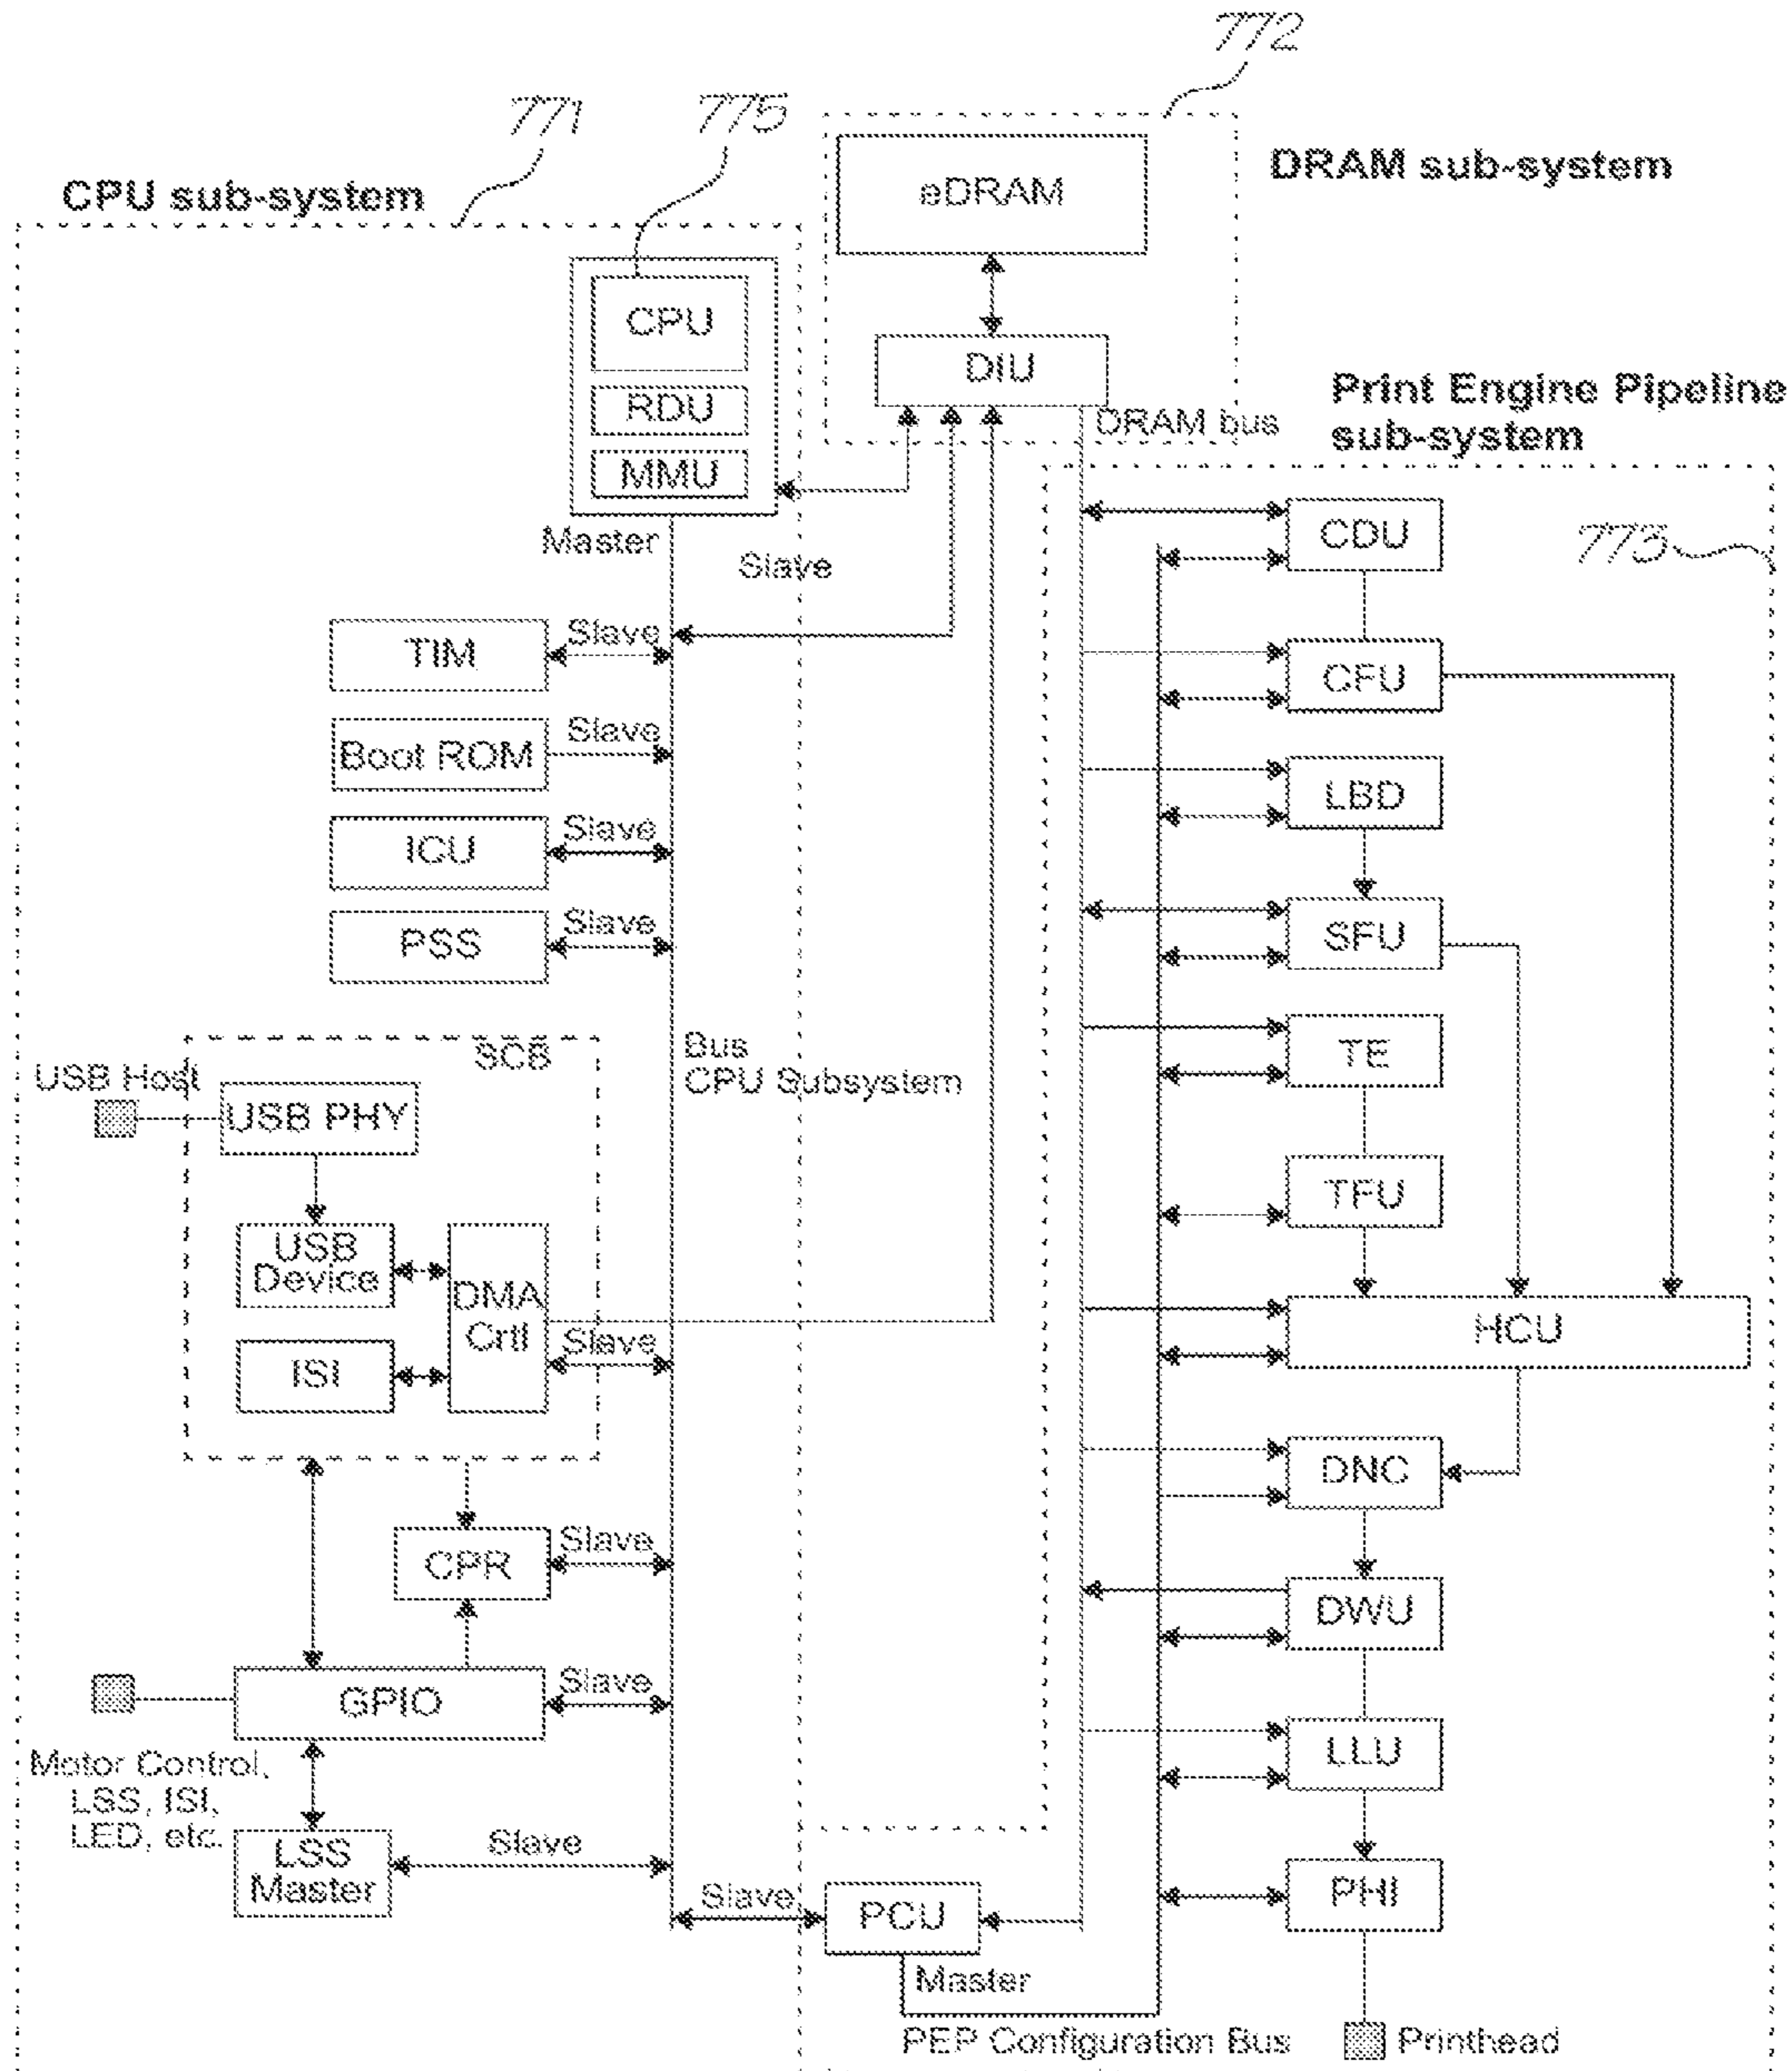 772
771
775
CPU sub-system
eDRAM
DRAM sub-system
CPU
DIU
RDU
DRAM bus
Print Engine Pipeline
sub-system
MMU
Master
Slave
CDU
773
TIM
Slave
CFU
Boot ROM
Slave
LBD
ICU
Slave
PSS
Slave
SFU
SCB
Bus
CPU Subsystem
TE
USB Host
USB PHY
TFU
USB
Device
DMA
Crtl
Slave
HCU
ISI
DNC
CPR
Slave
DWU
GPIO
Slave
Motor Control,
LSS, ISI,
LED, etc.
LLU
LSS
Master
Slave
PHI
Slave
PCU
Master
PEP Configuration Bus
Printhead